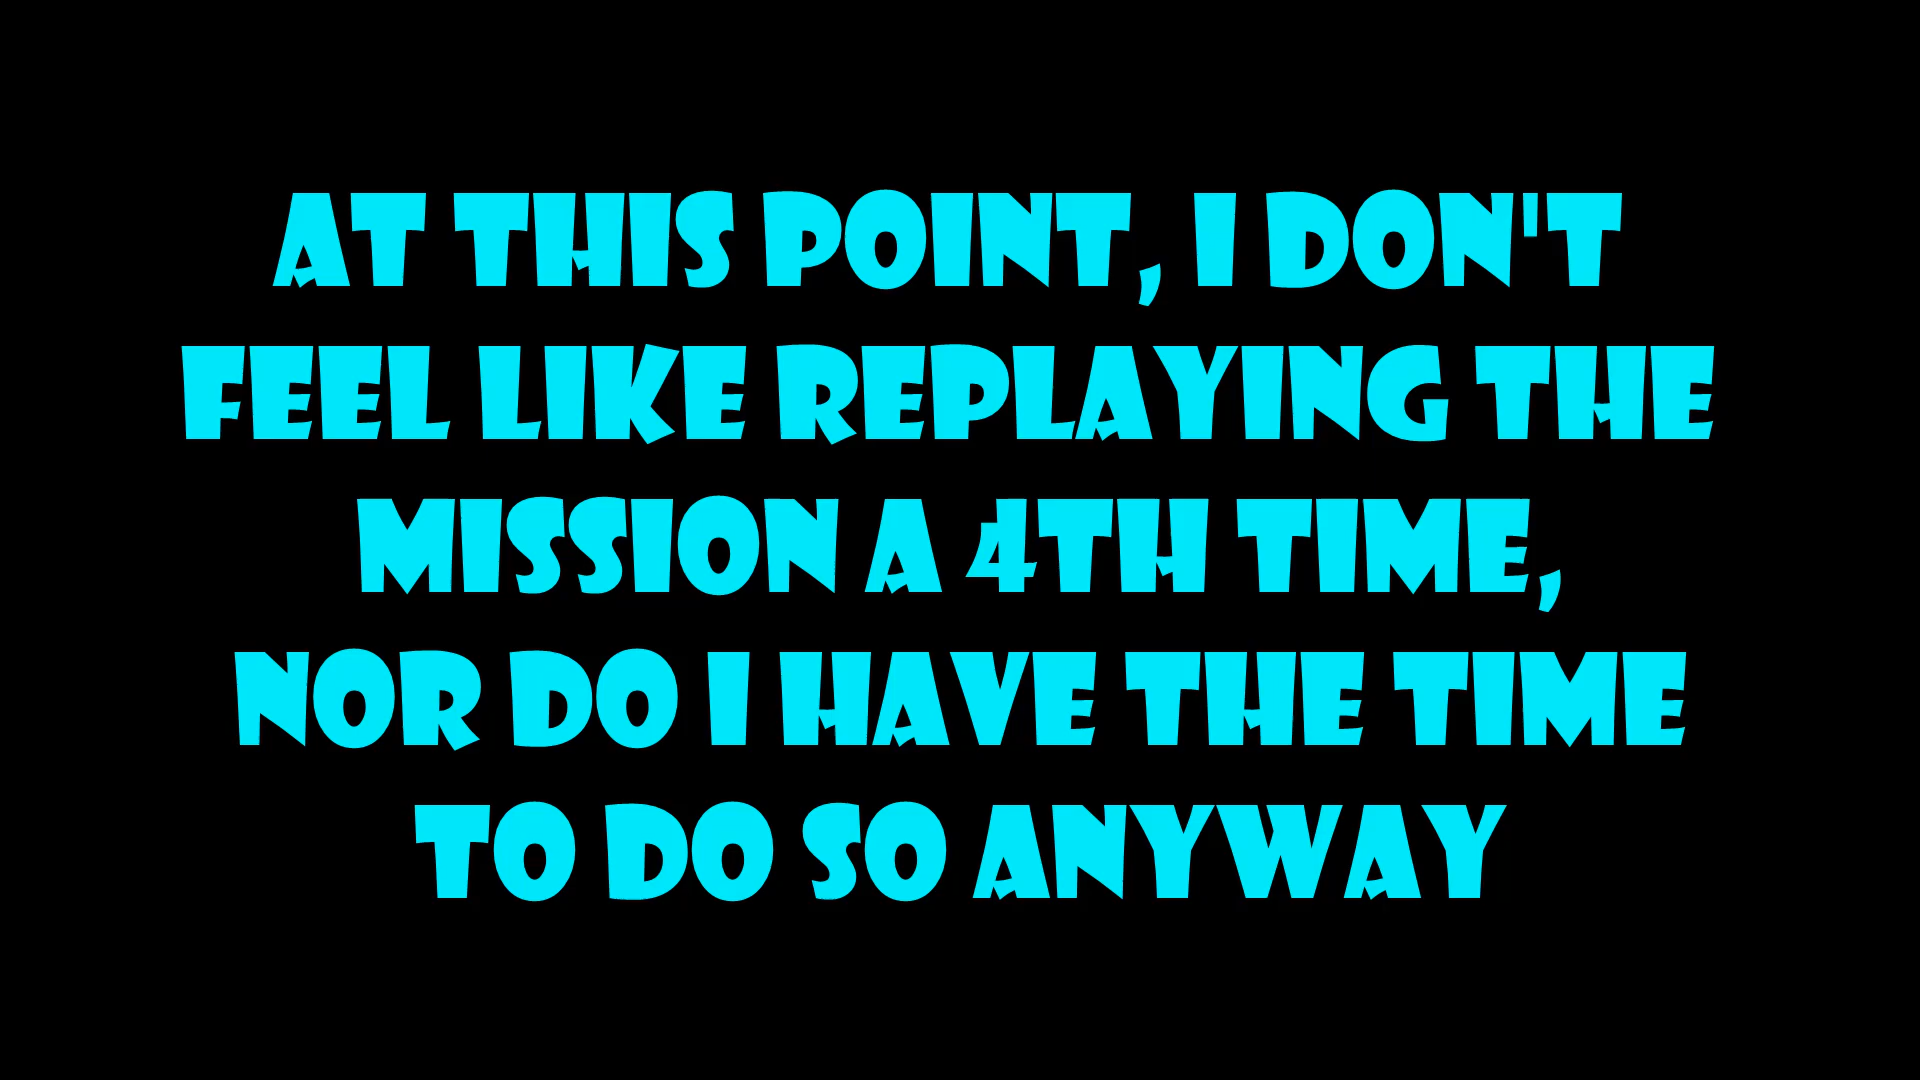 AT THIS POINT, I DON'T
FEEL LIKE REPLAYING THE
MISSION A 4TH TIME,
NOR DO I HAVE THE TIME
TO DO SO ANYWAY